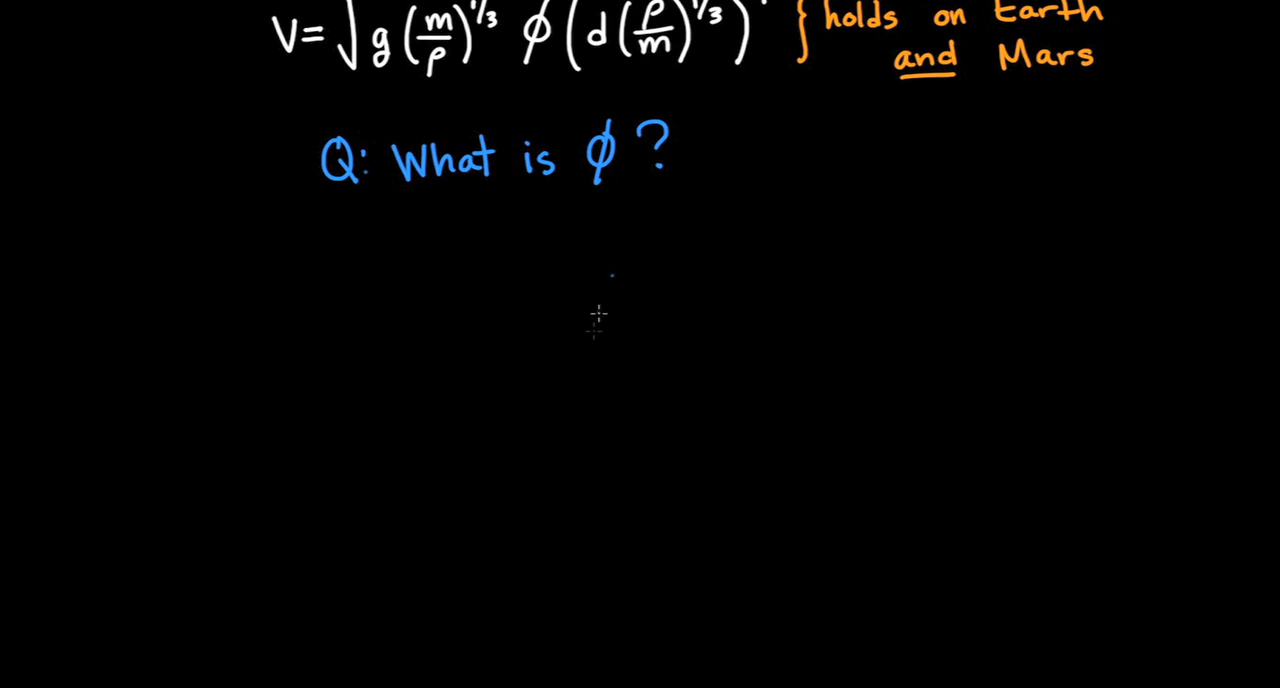 V = √g (m/ρ)^1/3 ϕ (d (ρ/m)^1/3) } holds on Earth
and Mars
Q: What is ϕ ?